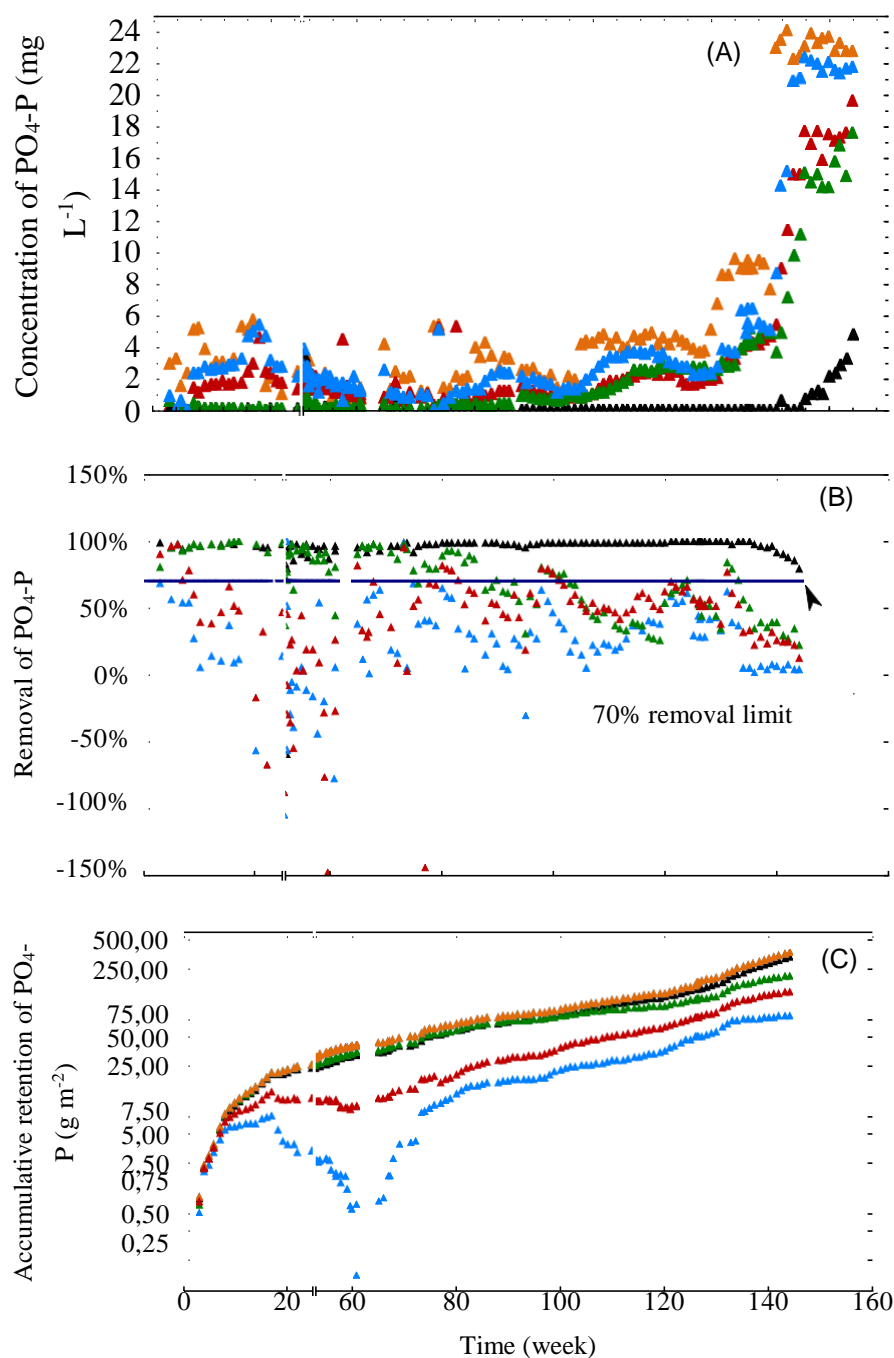 Concentration of PO4-P (mg
L-1)
24
22
20
18
16
14
12
10
8
6
4
2
0
(A)
Removal of PO4-P
150%
100%
50%
0%
-50%
-100%
-150%
(B)
70% removal limit
Accumulative retention of PO4-
P (g m-2)
500,00
250,00
75,00
50,00
25,00
7,50
5,00
2,50
0,75
0,50
0,25
(C)
0 20 60 80 100 120 140 160
Time (week)